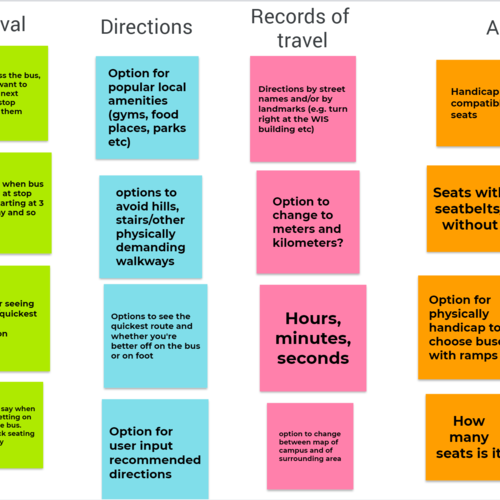 val
ss the bus,
want to
next
stop
them
when bus
at stop
arting at 3
ay and so
r seeing
quickest
on
say when
etting on
e bus.
ck seating
y
Directions
Option for
popular local
amenities
(gyms, food
places, parks
etc)
options to
avoid hills,
stairs/other
physically
demanding
walkways
Options to see the
quickest route and
whether you're
better off on the bus
or on foot
Option for
user input
recommended
directions
Records of
travel
Directions by street
names and/or by
landmarks (e.g. turn
right at the WIS
building etc)
Option to
change to
meters and
kilometers?
Hours,
minutes,
seconds
option to change
between map of
campus and of
surrounding area
A
Handicap
compatib
seats
Seats with
seatbelts
without
Option for
physically
handicap to
choose buse
with ramps
How
many
seats is it